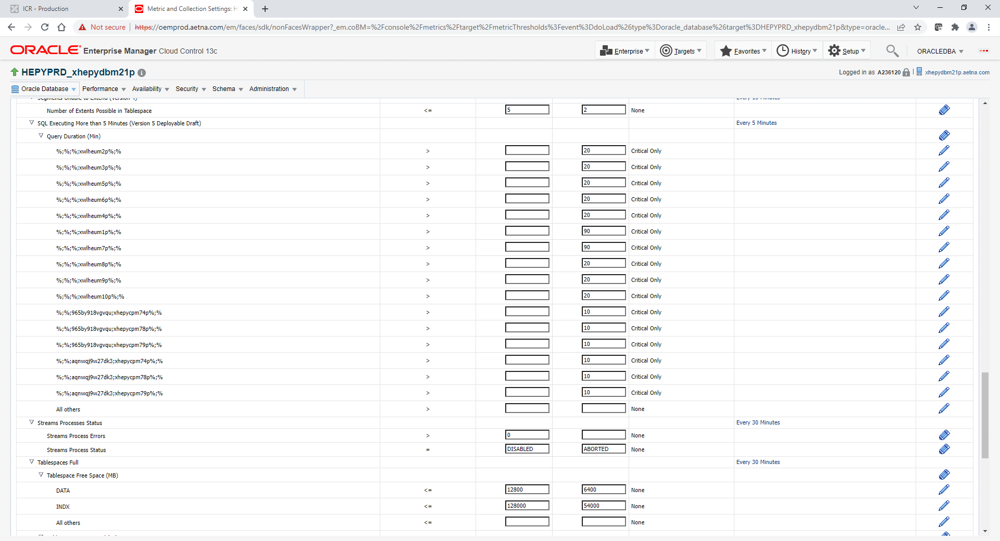 ICR - Production
Metric and Collection Settings: H
Not secure | https://oemprod.aetna.com/em/faces/sdk/nonFacesWrapper?_em.coBM=%2Fconsole%2Fmetrics%2Ftarget%2FmetricThresholds%3Fevent%3DdoLoad%26type%3Doracle_database%26target%3DHEPYPRD_xhepydbm21p&type=oracle...
ORACLE Enterprise Manager Cloud Control 13c
Enterprise Targets Favorites History Setup ORACLEDBA
HEPYPRD_xhepydbm21p
Logged in as A236120 xhepydbm21p.aetna.com
Oracle Database Performance Availability Security Schema Administration
Segments Unable to Extend (Version 4) Every 15 Minutes
Number of Extents Possible in Tablespace <= 5 2 None
SQL Executing More than 5 Minutes (Version 5 Deployable Draft) Every 5 Minutes
Query Duration (Min)
%;%;%;xwlheum2p%;% > 20 Critical Only
%;%;%;xwlheum3p%;% > 20 Critical Only
%;%;%;xwlheum5p%;% > 20 Critical Only
%;%;%;xwlheum6p%;% > 20 Critical Only
%;%;%;xwlheum4p%;% > 20 Critical Only
%;%;%;xwlheum1p%;% > 90 Critical Only
%;%;%;xwlheum7p%;% > 90 Critical Only
%;%;%;xwlheum8p%;% > 20 Critical Only
%;%;%;xwlheum9p%;% > 20 Critical Only
%;%;%;xwlheum10p%;% > 20 Critical Only
%;%;965by918vgvqu;xhepycpm74p%;% > 10 Critical Only
%;%;965by918vgvqu;xhepycpm78p%;% > 10 Critical Only
%;%;965by918vgvqu;xhepycpm79p%;% > 10 Critical Only
%;%;aqnwqj9w27dk3;xhepycpm74p%;% > 10 Critical Only
%;%;aqnwqj9w27dk3;xhepycpm78p%;% > 10 Critical Only
%;%;aqnwqj9w27dk3;xhepycpm79p%;% > 10 Critical Only
All others > None
Streams Processes Status Every 30 Minutes
Streams Process Errors > 0 None
Streams Process Status = DISABLED ABORTED None
Tablespaces Full Every 30 Minutes
Tablespace Free Space (MB)
DATA <= 12800 6400 None
INDX <= 128000 54000 None
All others <= None